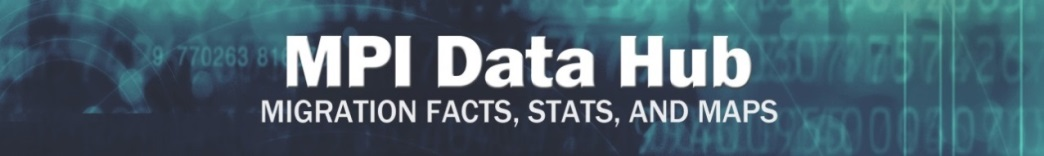 MPI Data Hub
MIGRATION FACTS, STATS, AND MAPS